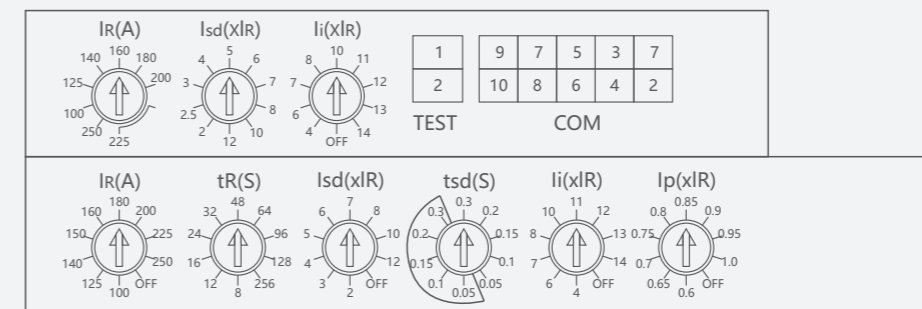 IR(A) Isd(xIR) Ii(xIR)
100 125 140 160 180 200 225 250
2 2.5 3 4 5 6 7 8 10 12
4 6 7 8 10 11 12 13 14 OFF
1 9 7 5 3 7
2 10 8 6 4 2
TEST COM
IR(A) tR(S) Isd(xIR) tsd(S) Ii(xIR) Ip(xIR)
100 125 140 150 160 180 200 225 250 OFF
8 12 16 24 32 48 64 96 128 256
2 3 4 5 6 7 8 10 12 OFF
0.05 0.1 0.15 0.2 0.3 0.3 0.2 0.15 0.1 0.05
4 6 7 8 10 11 12 13 14 OFF
0.6 0.65 0.7 0.75 0.8 0.85 0.9 0.95 1.0 OFF